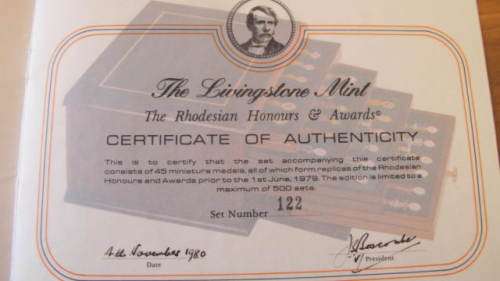 The Livingstone Mint
The Rhodesian Honours & Awards
CERTIFICATE OF AUTHENTICITY
This is to certify that the set accompanying this certificate
consists of 45 miniature medals, all of which form replicas of the Rhodesian
Honours and Awards prior to the 1st June, 1979. The edition is limited to a
maximum of 500 sets.
Set Number 122
4th November 1980
Date
President